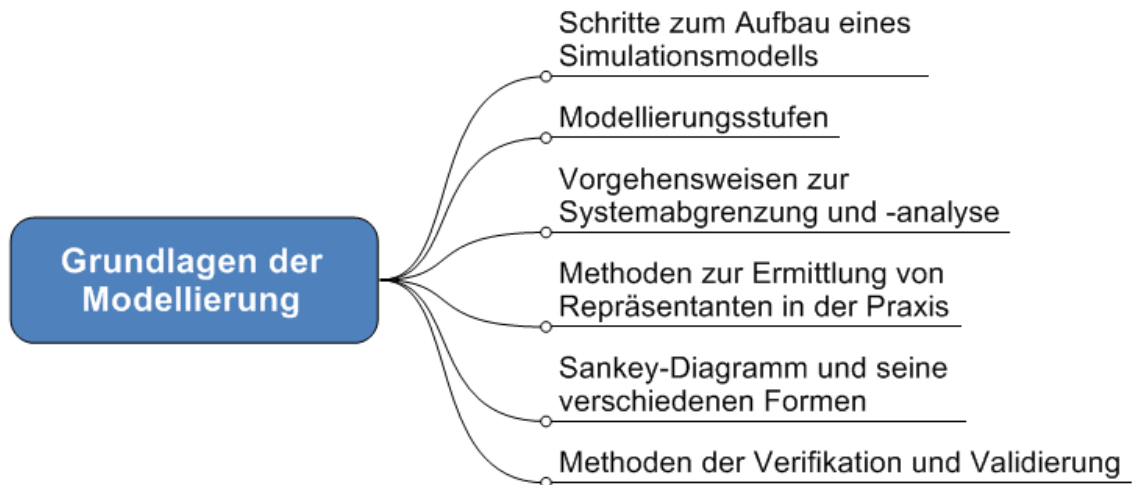 Schritte zum Aufbau eines
Simulationsmodells
Modellierungsstufen
Vorgehensweisen zur
Systemabgrenzung und -analyse
Grundlagen der
Modellierung
Methoden zur Ermittlung von
Repräsentanten in der Praxis
Sankey-Diagramm und seine
verschiedenen Formen
Methoden der Verifikation und Validierung